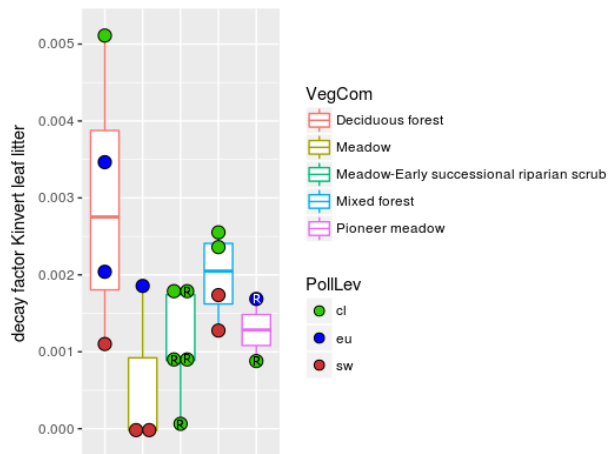 0.005
0.004
0.003
0.002
0.001
0.000
decay factor Kinvert leaf litter
R
R
R
R
R
R
R
VegCom
Deciduous forest
Meadow
Meadow-Early successional riparian scrub
Mixed forest
Pioneer meadow
PollLev
cl
eu
sw